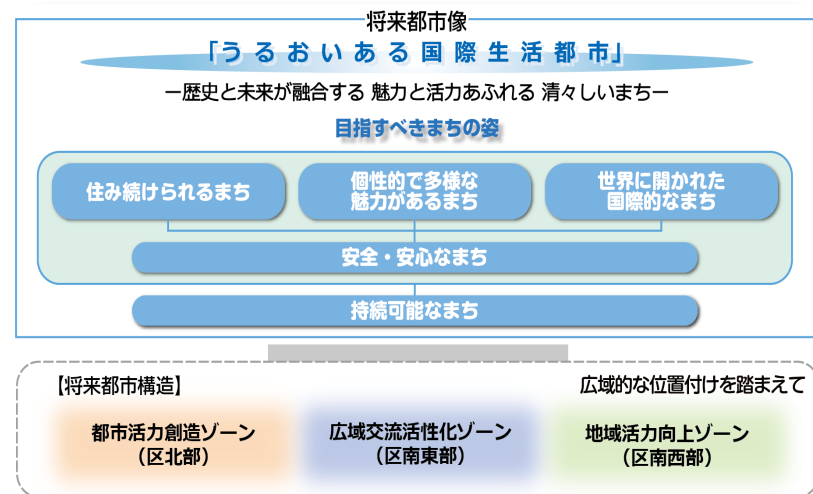 将来都市像
「うるおいある国際生活都市」
ー歴史と未来が融合する 魅力と活力あふれる 清々しいまちー
目指すべきまちの姿
住み続けられるまち
個性的で多様な
魅力があるまち
世界に開かれた
国際的なまち
安全・安心なまち
持続可能なまち
【将来都市構造】
広域的な位置付けを踏まえて
都市活力創造ゾーン
（区北部）
広域交流活性化ゾーン
（区南東部）
地域活力向上ゾーン
（区南西部）